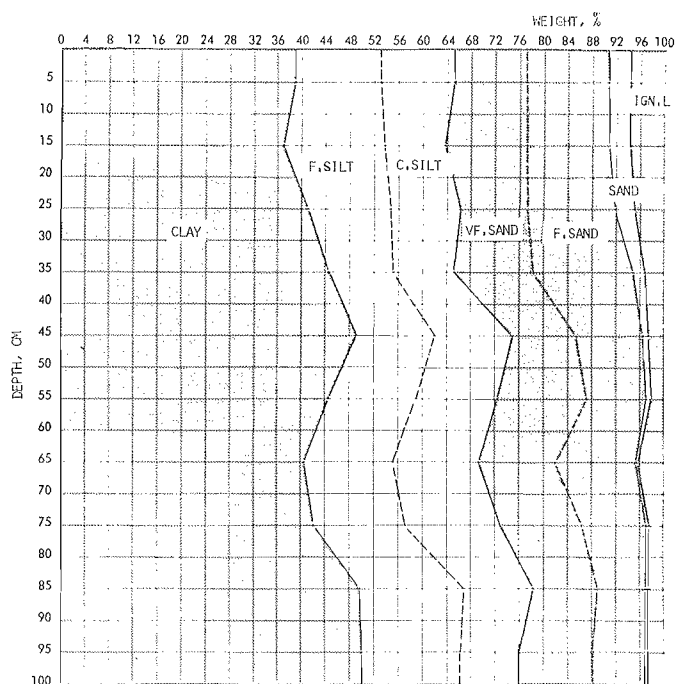 WEIGHT, %
0 4 8 12 16 20 24 28 32 36 40 44 48 52 56 60 64 68 72 76 80 84 88 92 96 100
5
IGN.L
10
15
F.SILT C.SILT
20
SAND
25
CLAY VF.SAND F.SAND
30
35
40
45
DEPTH, CM
50
55
60
65
70
75
80
85
90
95
100